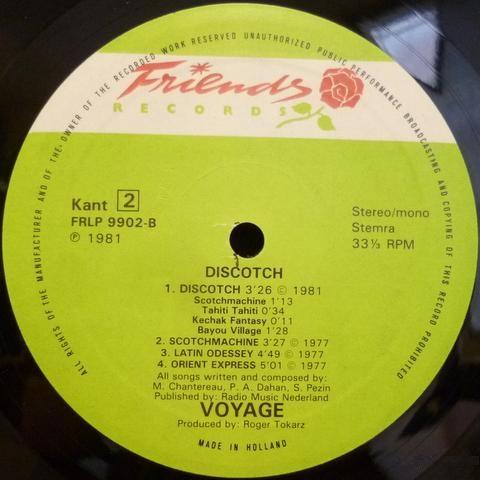 ALL RIGHTS OF THE MANUFACTURER AND OF THE OWNER OF THE RECORDED WORK RESERVED UNAUTHORIZED PUBLIC PERFORMANCE BROADCASTING AND COPYING OF THIS RECORD PROHIBITED
Friends
RECORDS
Kant 2
FRLP 9902-B
℗ 1981
Stereo/mono
Stemra
33⅓ RPM
DISCOTCH
1. DISCOTCH 3'26 © 1981
Scotchmachine 1'13
Tahiti Tahiti 0'34
Kechak Fantasy 0'11
Bayou Village 1'28
2. SCOTCHMACHINE 3'27 © 1977
3. LATIN ODESSEY 4'49 © 1977
4. ORIENT EXPRESS 5'01 © 1977
All songs written and composed by:
M. Chantereau, P. A. Dahan, S. Pezin
Published by: Radio Music Nederland
VOYAGE
Produced by: Roger Tokarz
MADE IN HOLLAND